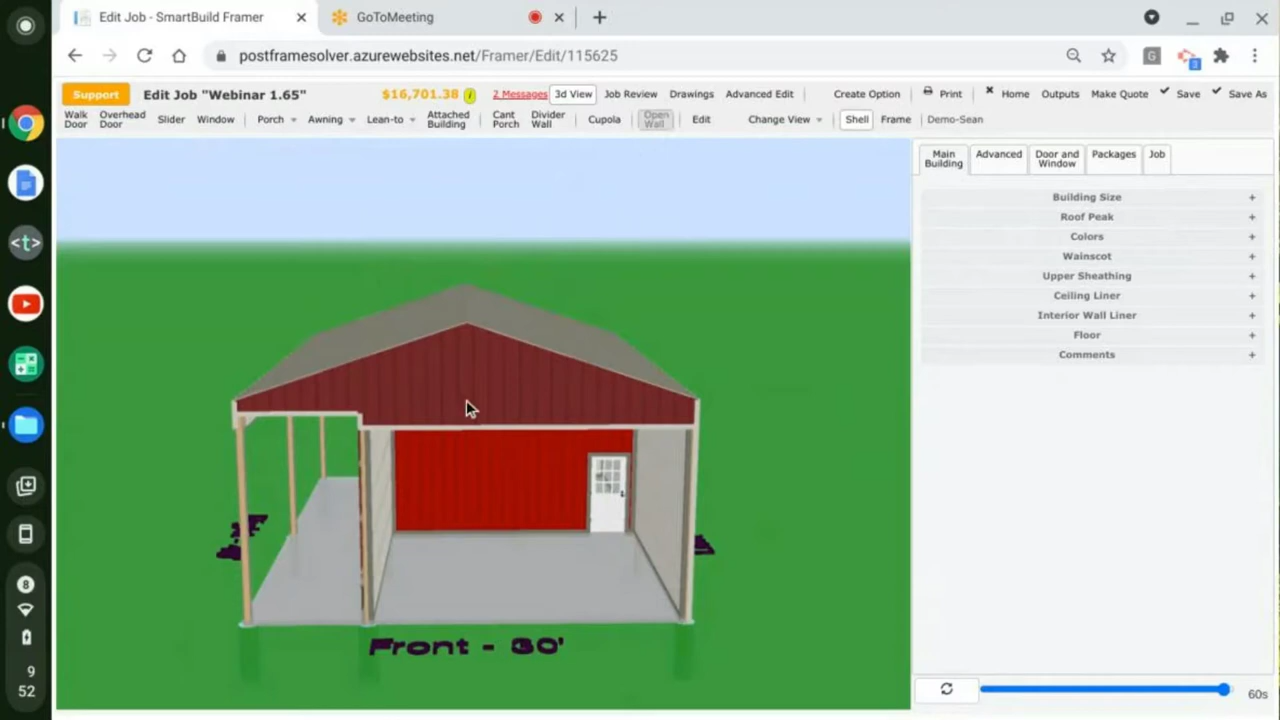 Edit Job - SmartBuild Framer
GoToMeeting
postframesolver.azurewebsites.net/Framer/Edit/115625
G
3
Support
Edit Job "Webinar 1.65"
$16,701.38
i
2 Messages
3d View
Job Review
Drawings
Advanced Edit
Create Option
Print
Home
Outputs
Make Quote
Save
Save As
Walk Door
Overhead Door
Slider
Window
Porch
Awning
Lean-to
Attached Building
Cant Porch
Divider Wall
Cupola
Open Wall
Edit
Change View
Shell
Frame
Demo-Sean
Main Building
Advanced
Door and Window
Packages
Job
Building Size +
Roof Peak +
Colors +
Wainscot +
Upper Sheathing +
Ceiling Liner +
Interior Wall Liner +
Floor +
Comments +
Front - 30'
60s
<t>
8
9
52